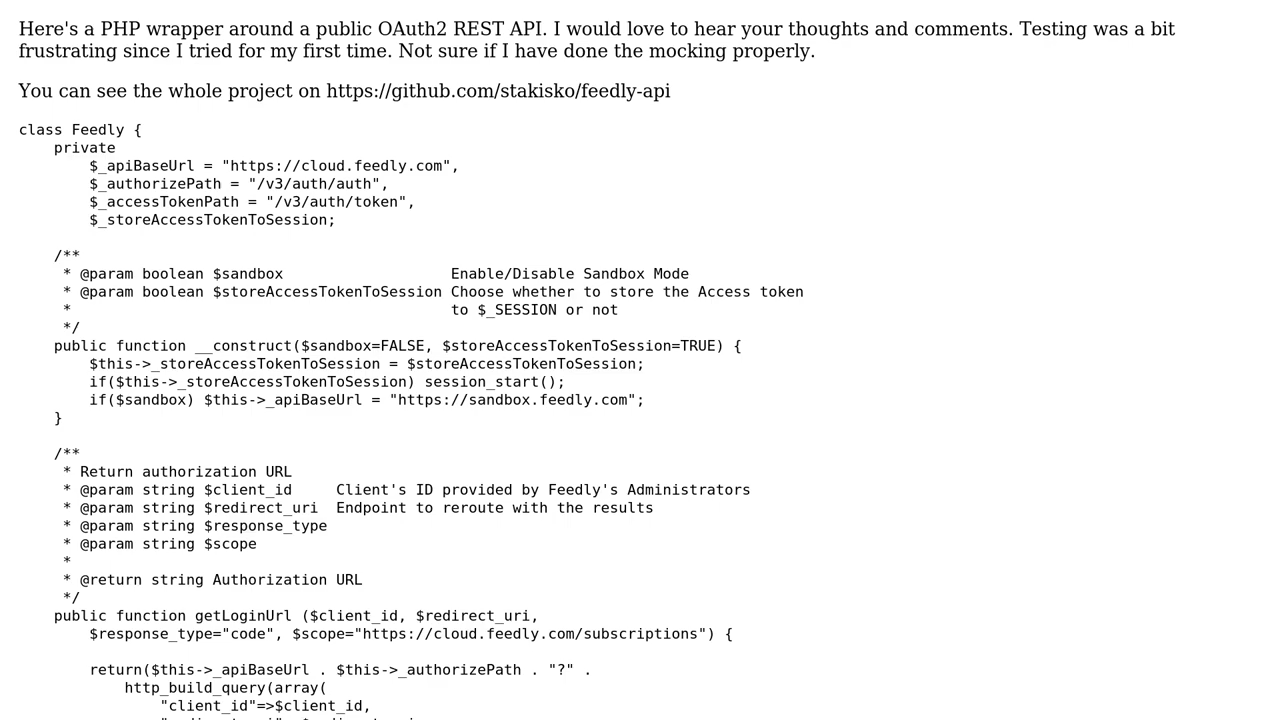 Here's a PHP wrapper around a public OAuth2 REST API. I would love to hear your thoughts and comments. Testing was a bit
frustrating since I tried for my first time. Not sure if I have done the mocking properly.
You can see the whole project on https://github.com/stakisko/feedly-api
class Feedly {
    private
        $_apiBaseUrl = "https://cloud.feedly.com",
        $_authorizePath = "/v3/auth/auth",
        $_accessTokenPath = "/v3/auth/token",
        $_storeAccessTokenToSession;
    /**
     * @param boolean $sandbox                   Enable/Disable Sandbox Mode
     * @param boolean $storeAccessTokenToSession Choose whether to store the Access token
     *                                           to $_SESSION or not
     */
    public function __construct($sandbox=FALSE, $storeAccessTokenToSession=TRUE) {
        $this->_storeAccessTokenToSession = $storeAccessTokenToSession;
        if($this->_storeAccessTokenToSession) session_start();
        if($sandbox) $this->_apiBaseUrl = "https://sandbox.feedly.com";
    }
    /**
     * Return authorization URL
     * @param string $client_id     Client's ID provided by Feedly's Administrators
     * @param string $redirect_uri  Endpoint to reroute with the results
     * @param string $response_type
     * @param string $scope
     *
     * @return string Authorization URL
     */
    public function getLoginUrl ($client_id, $redirect_uri,
        $response_type="code", $scope="https://cloud.feedly.com/subscriptions") {
        return($this->_apiBaseUrl . $this->_authorizePath . "?" .
            http_build_query(array(
                "client_id"=>$client_id,